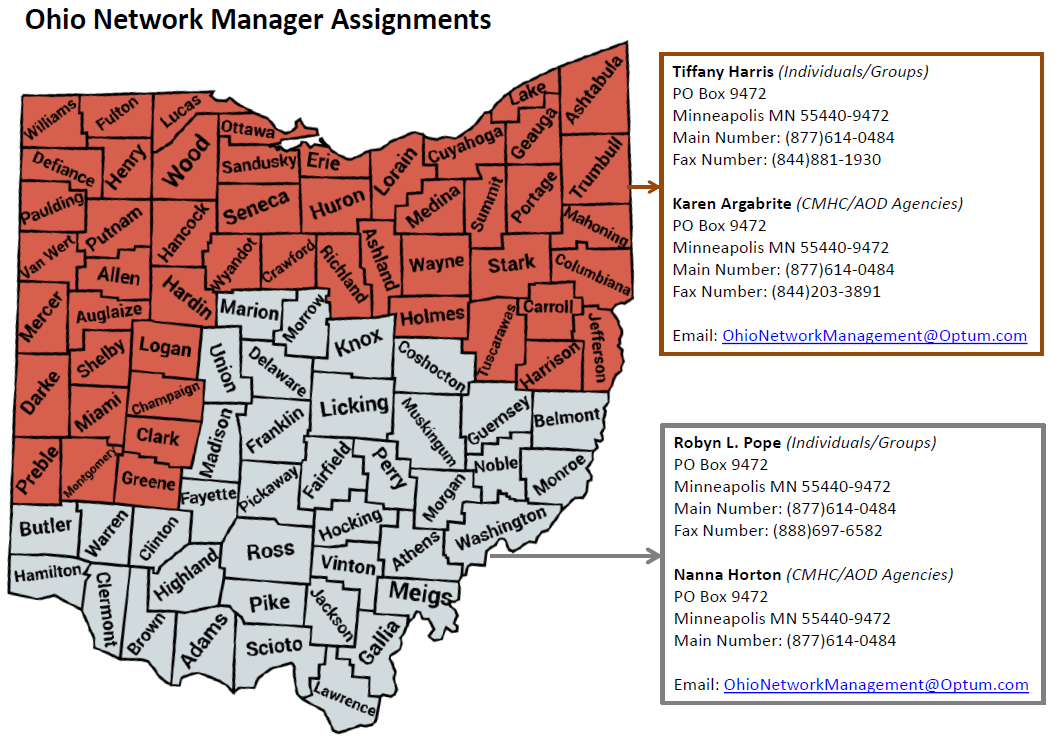 Ohio Network Manager Assignments
Williams
Fulton
Lucas
Ottawa
Lake
Ashtabula
Geauga
Cuyahoga
Defiance
Henry
Wood
Sandusky
Erie
Lorain
Trumbull
Paulding
Putnam
Hancock
Seneca
Huron
Medina
Summit
Portage
Mahoning
Van Wert
Allen
Wyandot
Crawford
Richland
Ashland
Wayne
Stark
Columbiana
Mercer
Auglaize
Hardin
Marion
Morrow
Holmes
Tuscarawas
Carroll
Jefferson
Harrison
Shelby
Logan
Union
Delaware
Knox
Coshocton
Darke
Miami
Champaign
Clark
Madison
Franklin
Licking
Muskingum
Guernsey
Belmont
Preble
Montgomery
Greene
Fayette
Pickaway
Fairfield
Perry
Morgan
Noble
Monroe
Butler
Warren
Clinton
Ross
Hocking
Athens
Washington
Hamilton
Clermont
Highland
Vinton
Meigs
Brown
Adams
Pike
Scioto
Jackson
Gallia
Lawrence
Tiffany Harris (Individuals/Groups)
PO Box 9472
Minneapolis MN 55440-9472
Main Number: (877)614-0484
Fax Number: (844)881-1930
Karen Argabrite (CMHC/AOD Agencies)
PO Box 9472
Minneapolis MN 55440-9472
Main Number: (877)614-0484
Fax Number: (844)203-3891
Email: OhioNetworkManagement@Optum.com
Robyn L. Pope (Individuals/Groups)
PO Box 9472
Minneapolis MN 55440-9472
Main Number: (877)614-0484
Fax Number: (888)697-6582
Nanna Horton (CMHC/AOD Agencies)
PO Box 9472
Minneapolis MN 55440-9472
Main Number: (877)614-0484
Email: OhioNetworkManagement@Optum.com